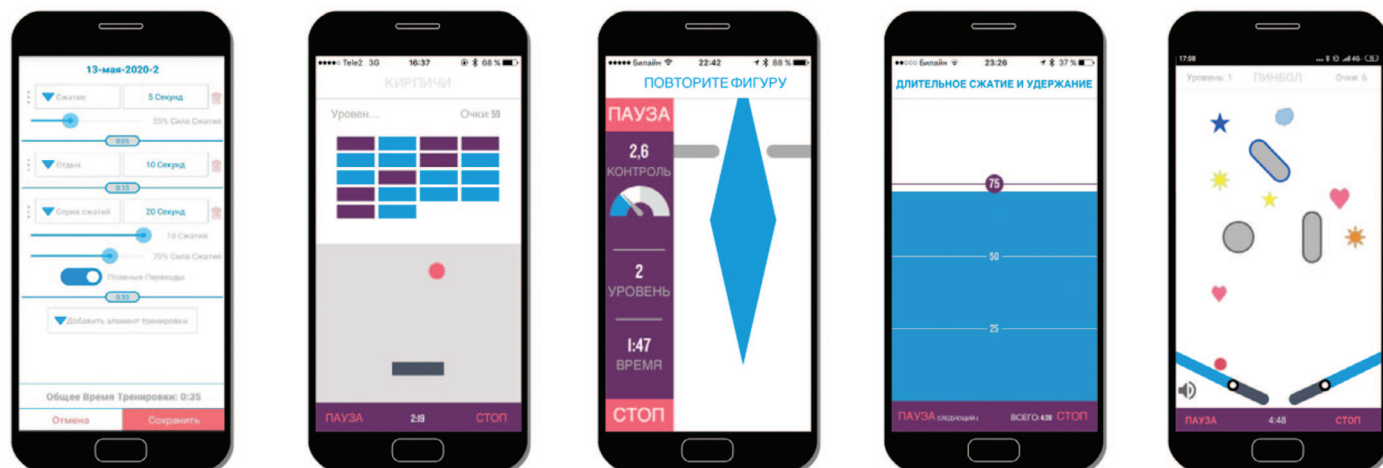 13-мая-2020-2
Сжатие
5 Секунд
35% Сила Сжатия
0:05
Отдых
10 Секунд
0:15
Серия сжатий
20 Секунд
10 Сжатий
70% Сила Сжатия
Плавные Переходы
0:35
Добавить элемент тренировки
Общее Время Тренировки: 0:35
Отмена
Сохранить
Tele2 3G
16:37
68 %
КИРПИЧИ
Уровен...
Очки: 59
ПАУЗА
2:19
СТОП
Билайн
22:42
88 %
ПОВТОРИТЕ ФИГУРУ
ПАУЗА
2,6
КОНТРОЛЬ
2
УРОВЕНЬ
1:47
ВРЕМЯ
СТОП
Билайн
23:26
37 %
ДЛИТЕЛЬНОЕ СЖАТИЕ И УДЕРЖАНИЕ
75
50
25
ПАУЗА
ВСЕГО: 4:28
СТОП
17:08
4G
Уровень: 1
ПИНБОЛ
Очки: 6
ПАУЗА
4:48
СТОП